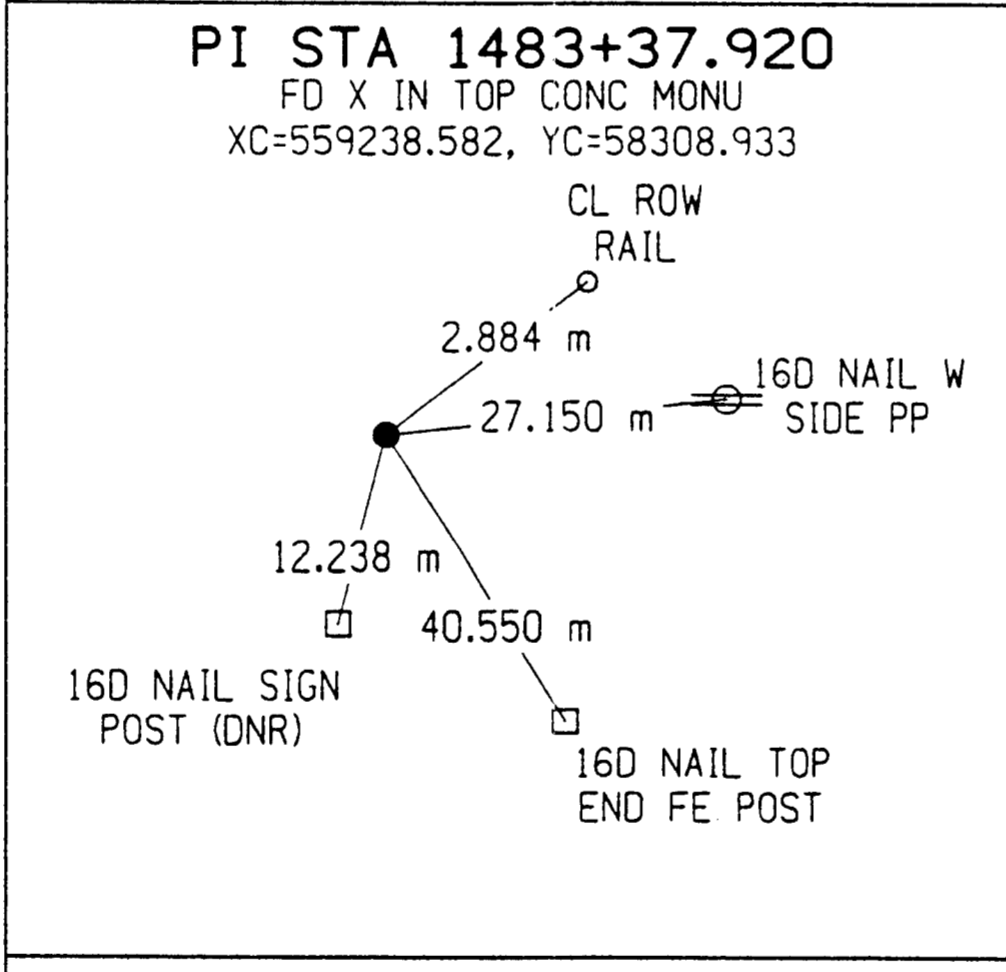 PI STA 1483+37.920
FD X IN TOP CONC MONU
XC=559238.582, YC=58308.933
CL ROW
RAIL
2.884 m
16D NAIL W
SIDE PP
27.150 m
12.238 m
40.550 m
16D NAIL SIGN
POST (DNR)
16D NAIL TOP
END FE POST